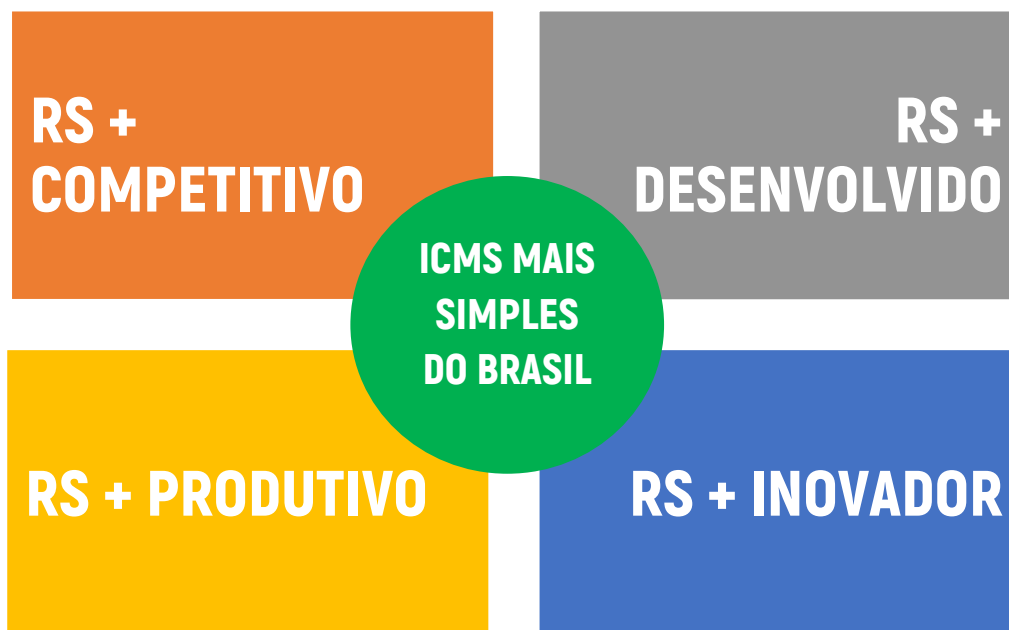 RS +
COMPETITIVO
RS +
DESENVOLVIDO
ICMS MAIS
SIMPLES
DO BRASIL
RS + PRODUTIVO
RS + INOVADOR